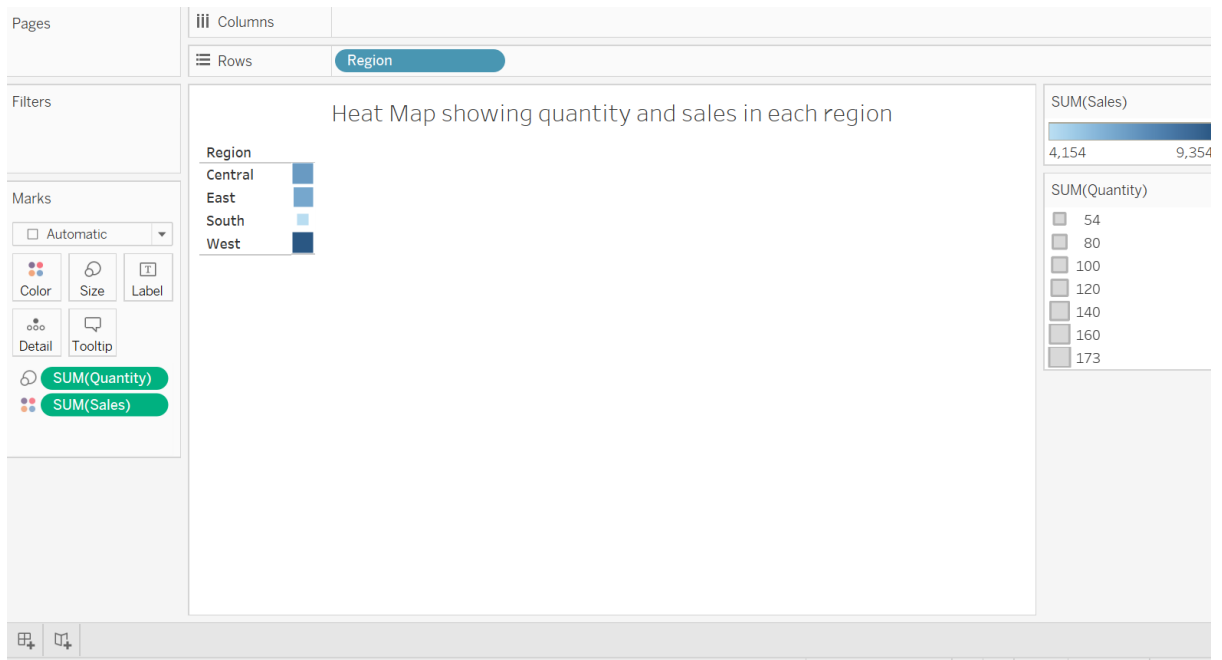 Pages
Columns
Rows
Region
Filters
Marks
Automatic
Color
Size
T
Label
Detail
Tooltip
SUM(Quantity)
SUM(Sales)
Heat Map showing quantity and sales in each region
Region
Central
East
South
West
SUM(Sales)
4,154 9,354
SUM(Quantity)
54
80
100
120
140
160
173